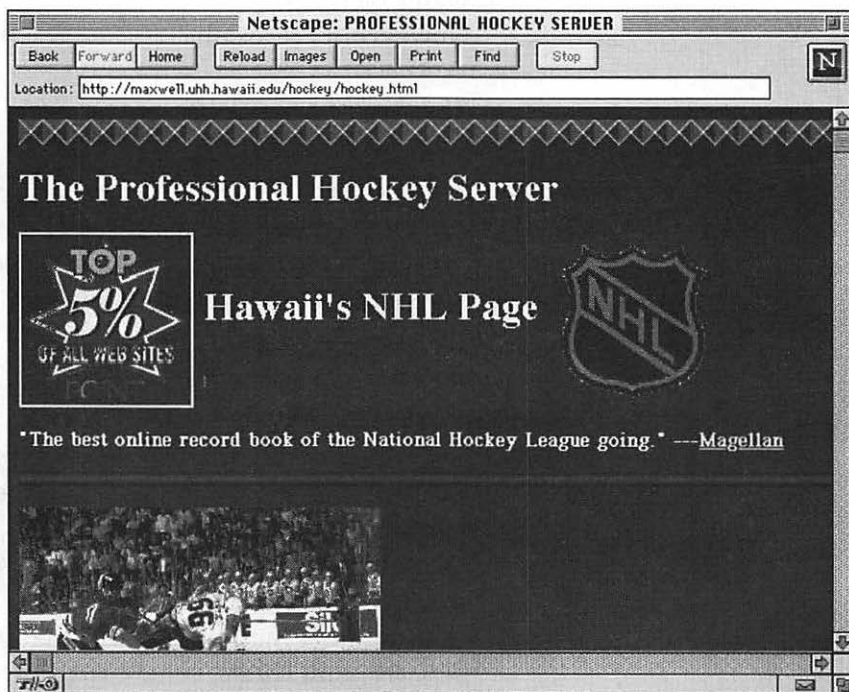 Netscape: PROFESSIONAL HOCKEY SERVER
Back Forward Home Reload Images Open Print Find Stop
N
Location: http://maxwell.uhh.hawaii.edu/hockey/hockey.html
The Professional Hockey Server
TOP
5%
OF ALL WEB SITES
POINT
Hawaii's NHL Page
NHL
"The best online record book of the National Hockey League going." ---Magellan
99